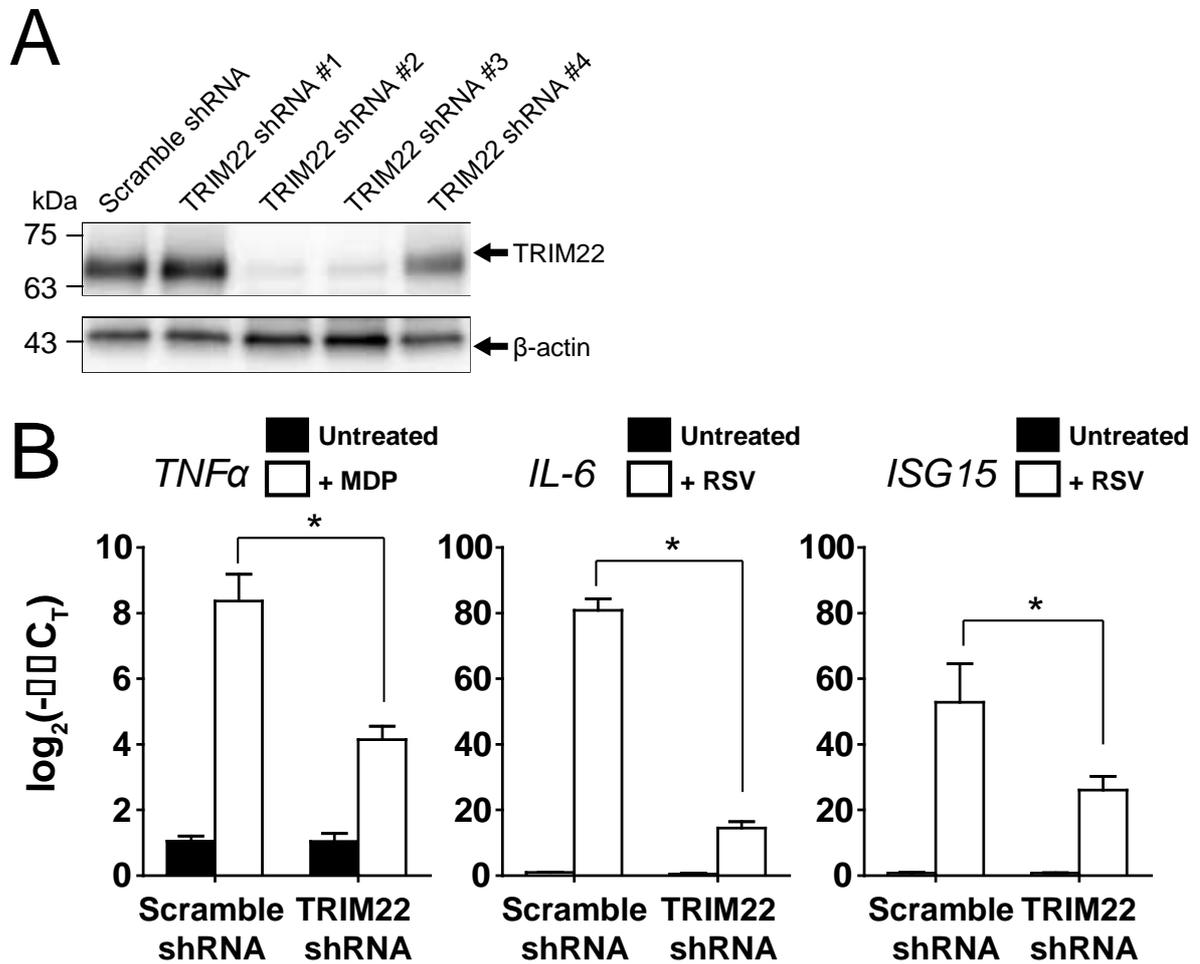 A
Scramble shRNA
TRIM22 shRNA #1
TRIM22 shRNA #2
TRIM22 shRNA #3
TRIM22 shRNA #4
kDa
75
TRIM22
63
43
β-actin
B
TNFα
Untreated
+ MDP
IL-6
Untreated
+ RSV
ISG15
Untreated
+ RSV
log2(-▯▯CT)
10
8
6
4
2
0
*
Scramble shRNA
TRIM22 shRNA
100
80
60
40
20
0
*
Scramble shRNA
TRIM22 shRNA
100
80
60
40
20
0
*
Scramble shRNA
TRIM22 shRNA